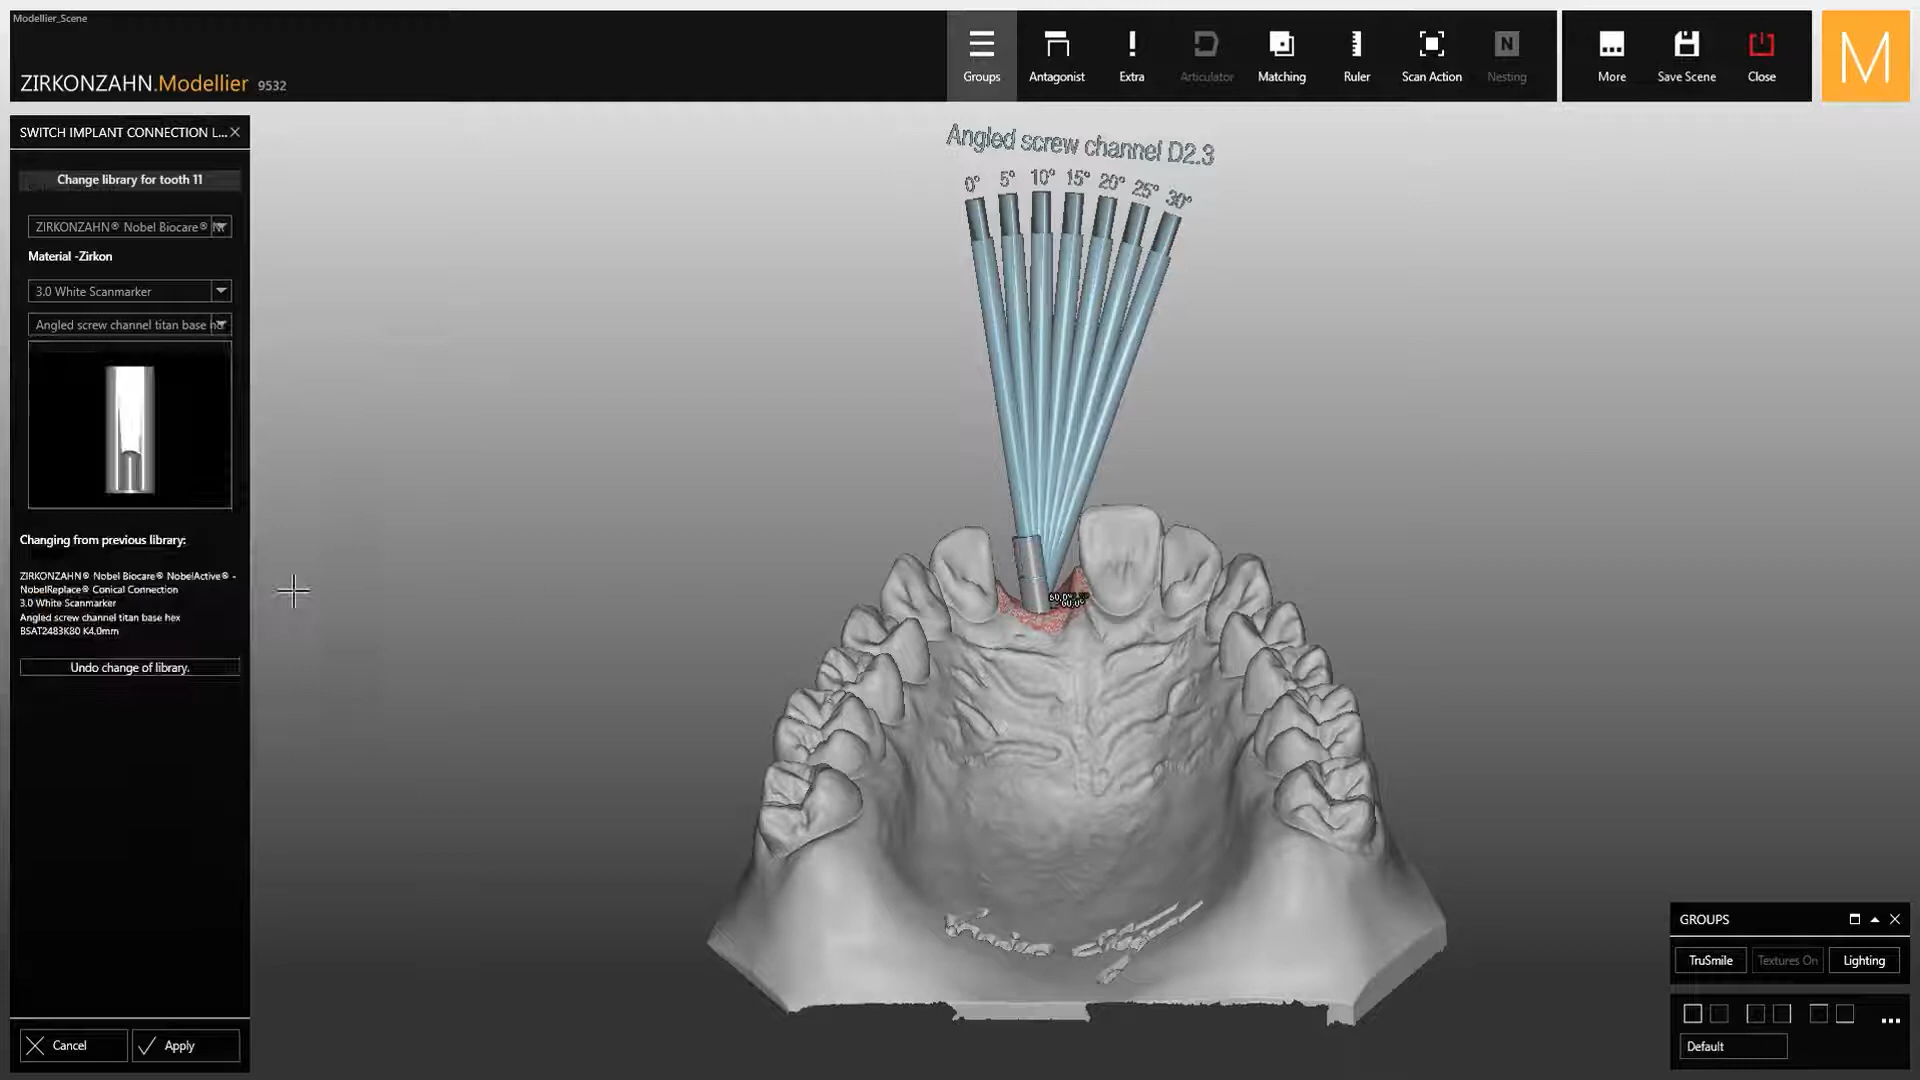 Modellier_Scene
ZIRKONZAHN.Modellier 9532
Groups
Antagonist
Extra
Articulator
Matching
Ruler
Scan Action
N
Nesting
More
Save Scene
Close
M
SWITCH IMPLANT CONNECTION L...
Change library for tooth 11
ZIRKONZAHN® Nobel Biocare®
Material -Zirkon
3.0 White Scanmarker
Angled screw channel titan base
Changing from previous library:
ZIRKONZAHN® Nobel Biocare® NobelActive® -
NobelReplace® Conical Connection
3.0 White Scanmarker
Angled screw channel titan base hex
BSAT2483K80 K4.0mm
Undo change of library.
Cancel
Apply
Angled screw channel D2.3
0° 5° 10° 15° 20° 25° 30°
GROUPS
TruSmile
Textures On
Lighting
Default